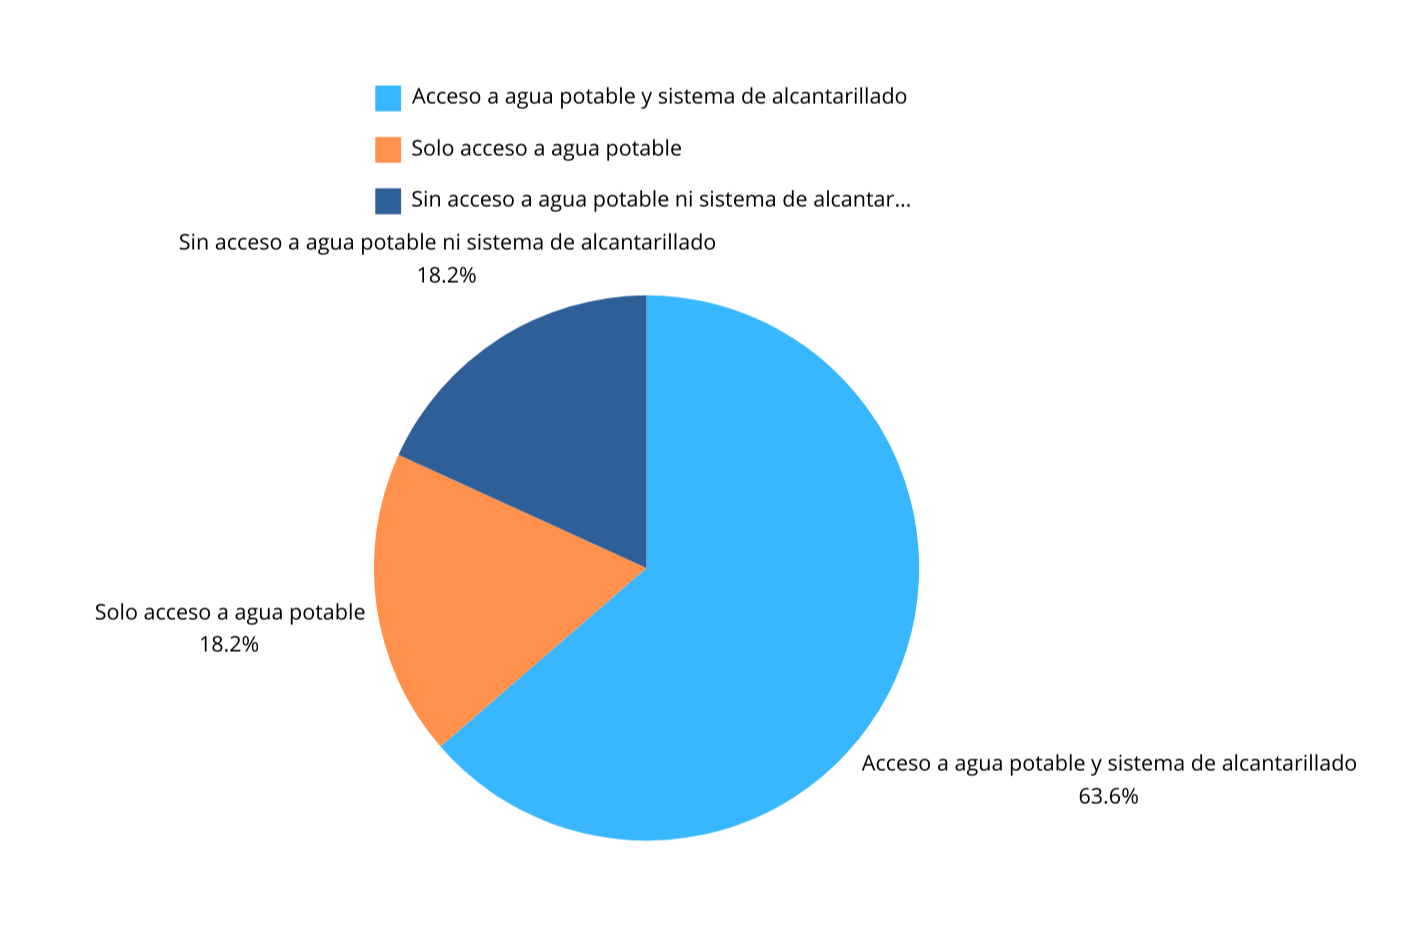 Acceso a agua potable y sistema de alcantarillado
Solo acceso a agua potable
Sin acceso a agua potable ni sistema de alcantar...
Sin acceso a agua potable ni sistema de alcantarillado
18.2%
Solo acceso a agua potable
18.2%
Acceso a agua potable y sistema de alcantarillado
63.6%